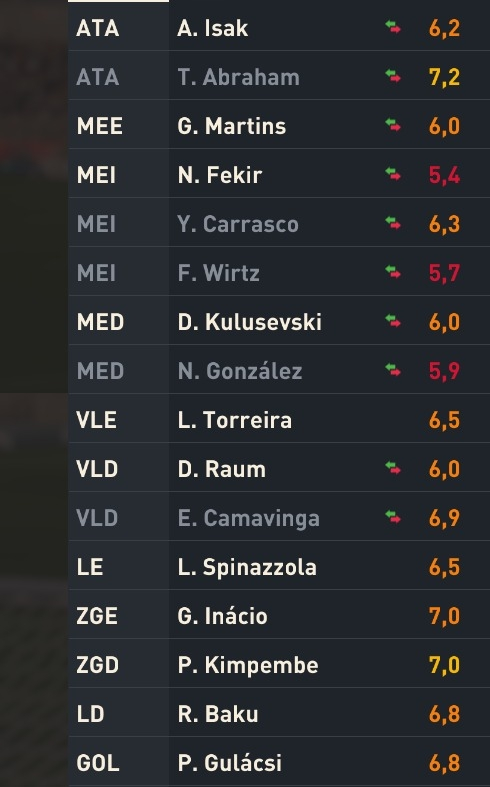 ATA A. Isak 6,2
ATA T. Abraham 7,2
MEE G. Martins 6,0
MEI N. Fekir 5,4
MEI Y. Carrasco 6,3
MEI F. Wirtz 5,7
MED D. Kulusevski 6,0
MED N. González 5,9
VLE L. Torreira 6,5
VLD D. Raum 6,0
VLD E. Camavinga 6,9
LE L. Spinazzola 6,5
ZGE G. Inácio 7,0
ZGD P. Kimpembe 7,0
LD R. Baku 6,8
GOL P. Gulácsi 6,8